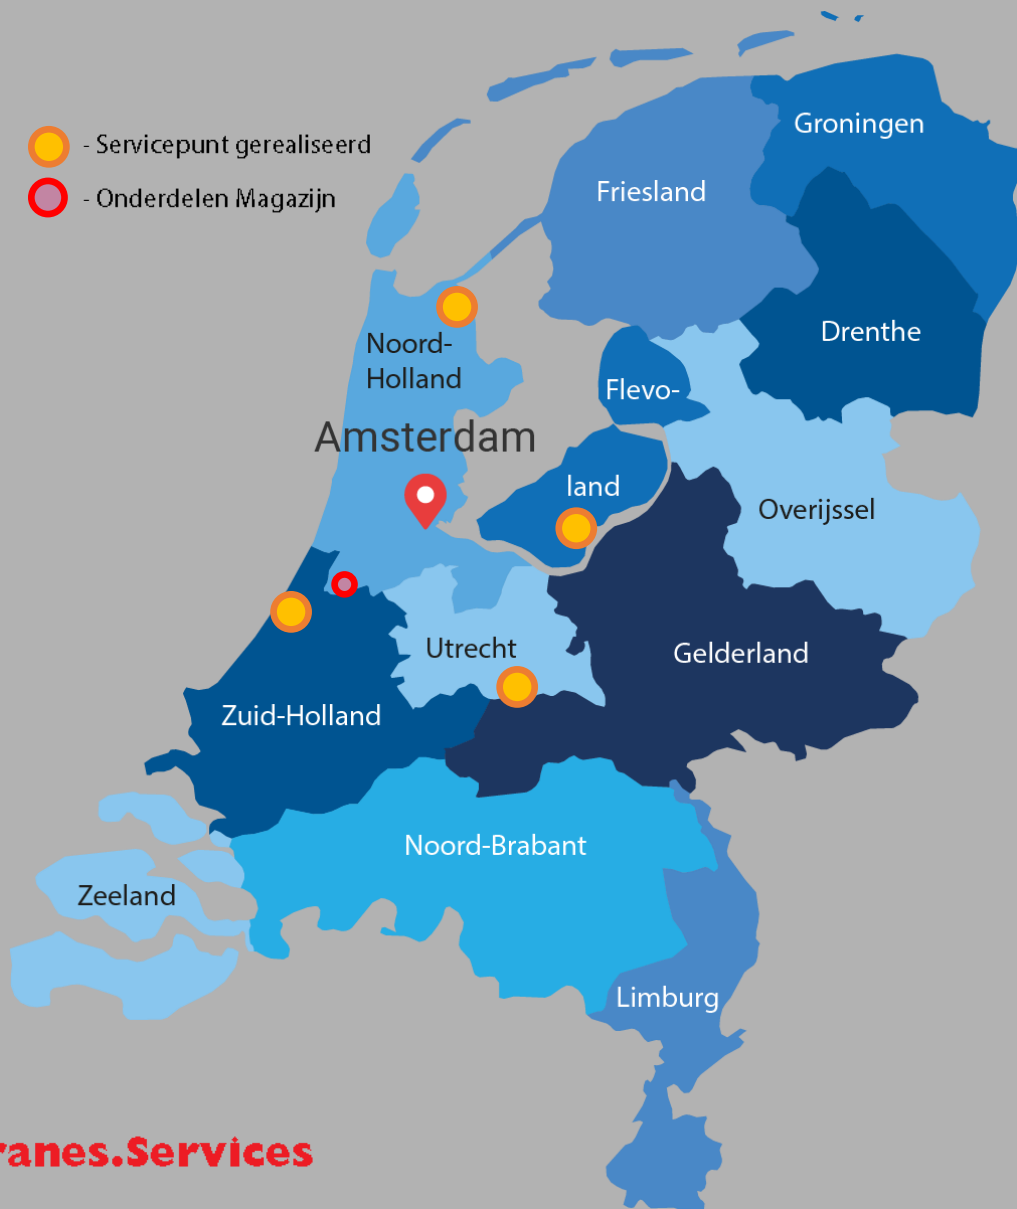 - Servicepunt gerealiseerd
- Onderdelen Magazijn
Groningen
Friesland
Drenthe
Noord-
Holland
Flevo-
Amsterdam
land
Overijssel
Utrecht
Gelderland
Zuid-Holland
Noord-Brabant
Zeeland
Limburg
ranes.Services